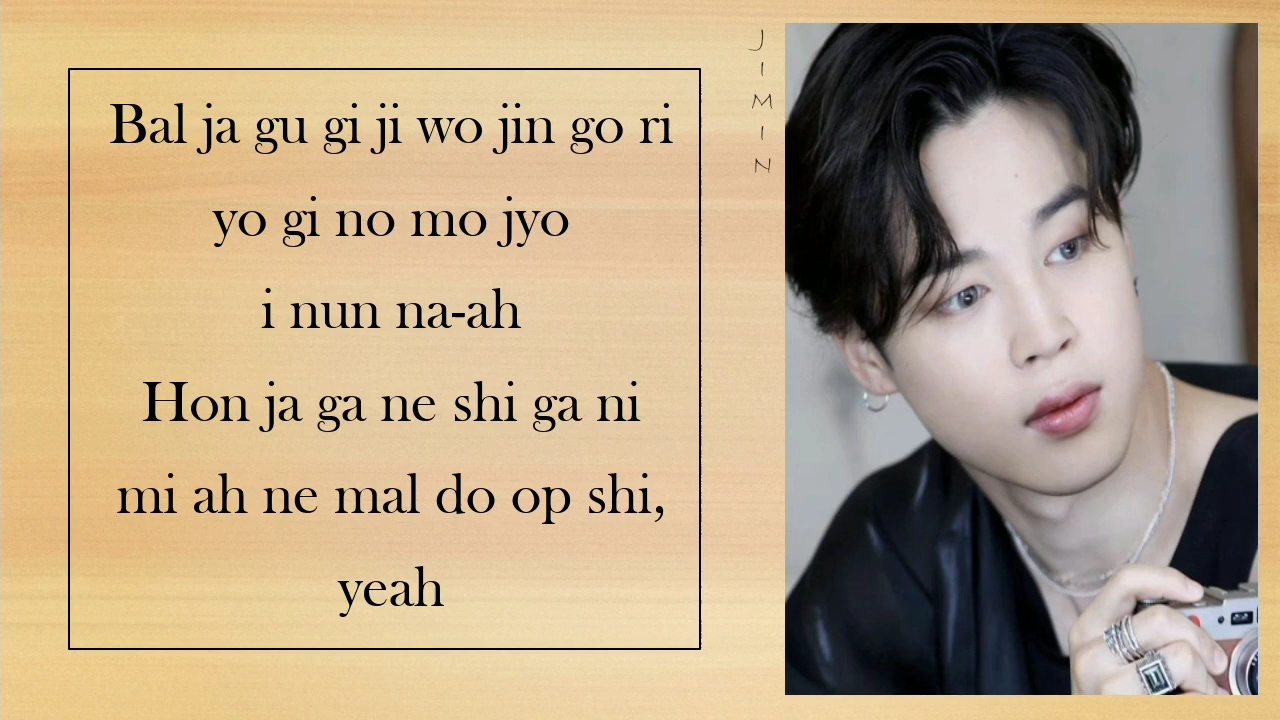 Bal ja gu gi ji wo jin go ri
yo gi no mo jyo
i nun na-ah
Hon ja ga ne shi ga ni
mi ah ne mal do op shi,
yeah
JIMIN